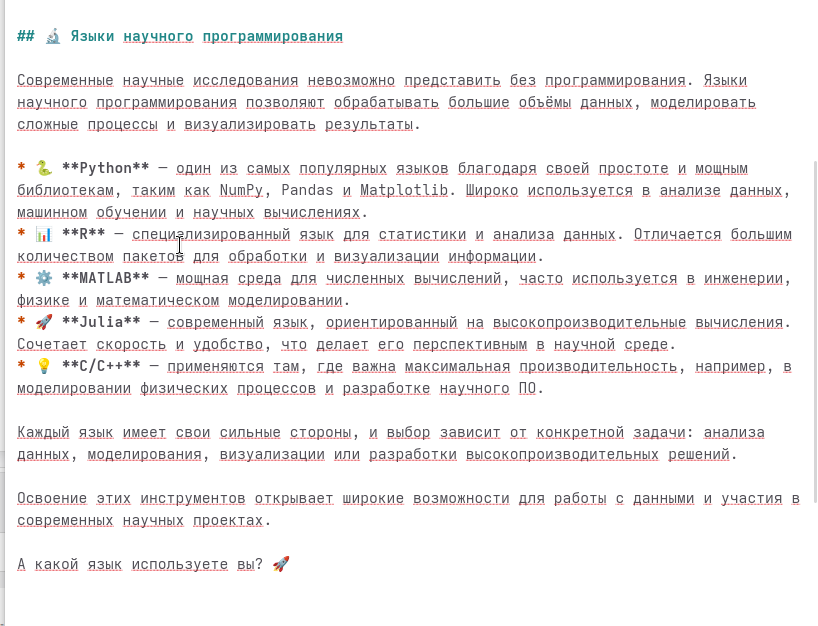 ## 🔬 Языки научного программирования
Современные научные исследования невозможно представить без программирования. Языки
научного программирования позволяют обрабатывать большие объёмы данных, моделировать
сложные процессы и визуализировать результаты.
* 🐍 **Python** — один из самых популярных языков благодаря своей простоте и мощным
библиотекам, таким как NumPy, Pandas и Matplotlib. Широко используется в анализе данных,
машинном обучении и научных вычислениях.
* 📊 **R** — специализированный язык для статистики и анализа данных. Отличается большим
количеством пакетов для обработки и визуализации информации.
* ⚙️ **MATLAB** — мощная среда для численных вычислений, часто используется в инженерии,
физике и математическом моделировании.
* 🚀 **Julia** — современный язык, ориентированный на высокопроизводительные вычисления.
Сочетает скорость и удобство, что делает его перспективным в научной среде.
* 💡 **C/C++** — применяются там, где важна максимальная производительность, например, в
моделировании физических процессов и разработке научного ПО.
Каждый язык имеет свои сильные стороны, и выбор зависит от конкретной задачи: анализа
данных, моделирования, визуализации или разработки высокопроизводительных решений.
Освоение этих инструментов открывает широкие возможности для работы с данными и участия в
современных научных проектах.
А какой язык используете вы? 🚀